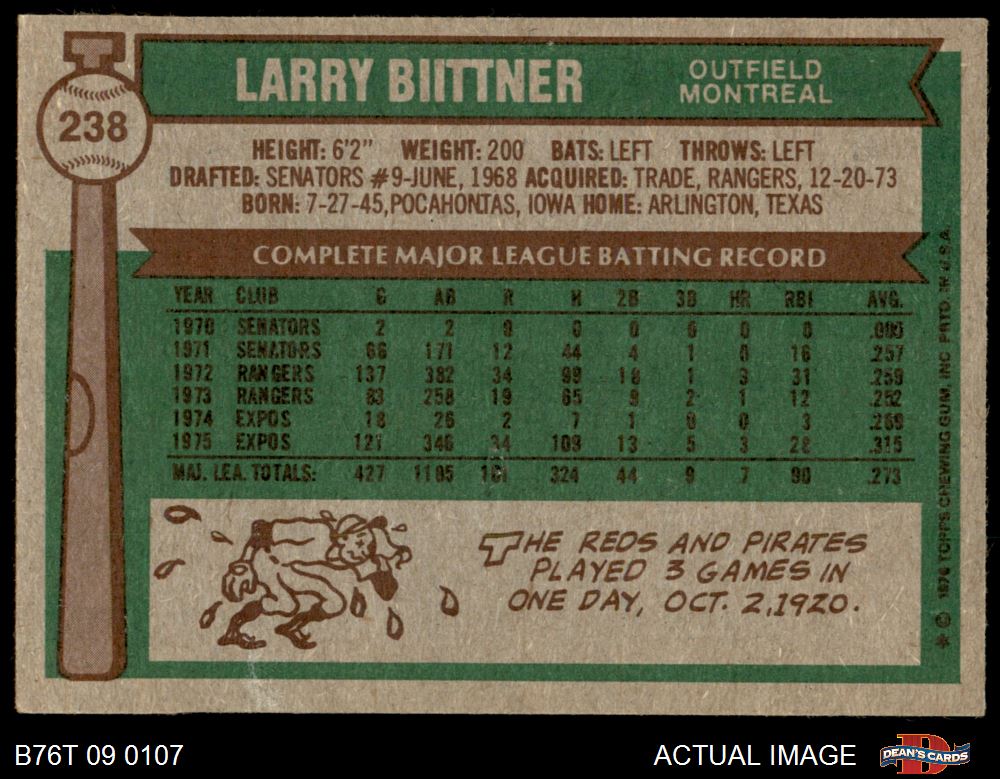 238
LARRY BIITTNER
OUTFIELD
MONTREAL
HEIGHT: 6'2" WEIGHT: 200 BATS: LEFT THROWS: LEFT
DRAFTED: SENATORS #9-JUNE, 1968 ACQUIRED: TRADE, RANGERS, 12-20-73
BORN: 7-27-45, POCAHONTAS, IOWA HOME: ARLINGTON, TEXAS
COMPLETE MAJOR LEAGUE BATTING RECORD
YEAR CLUB G AB R H 2B 3B HR RBI AVG.
1970 SENATORS 2 2 0 0 0 0 0 0 .000
1971 SENATORS 66 171 12 44 4 1 0 16 .257
1972 RANGERS 137 382 34 99 18 1 3 31 .259
1973 RANGERS 83 258 19 65 9 2 1 12 .252
1974 EXPOS 18 26 2 7 1 0 0 3 .269
1975 EXPOS 121 346 34 109 13 5 3 28 .315
MAJ. LEA. TOTALS: 427 1185 101 324 44 9 7 90 .273
THE REDS AND PIRATES
PLAYED 3 GAMES IN
ONE DAY, OCT. 2, 1920.
* © 1976 TOPPS CHEWING GUM, INC. PRTD. IN U.S.A.
B76T 09 0107
ACTUAL IMAGE
DEAN'S CARDS